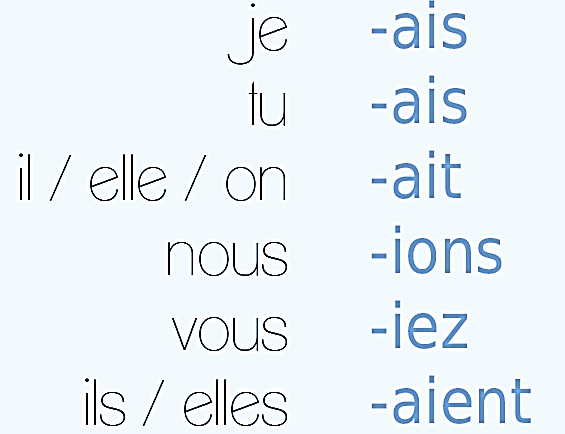 je -ais
tu -ais
il / elle / on -ait
nous -ions
vous -iez
ils / elles -aient